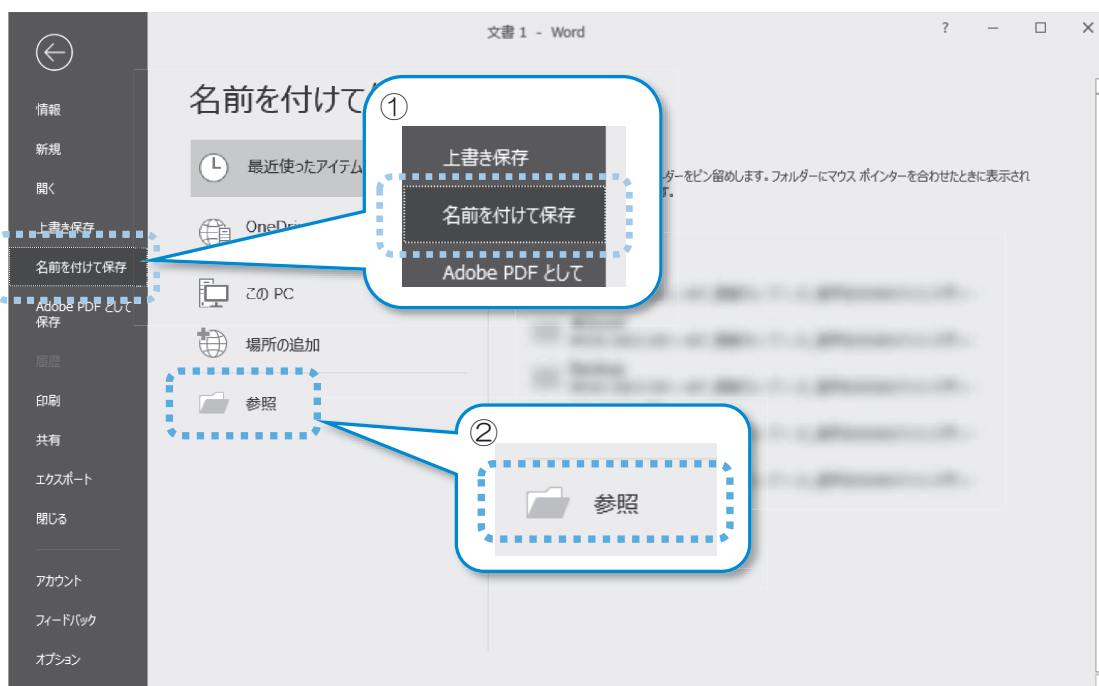 文書 1 - Word
?
情報
新規
開く
上書き保存
名前を付けて保存
Adobe PDF として
保存
履歴
印刷
共有
エクスポート
閉じる
アカウント
フィードバック
オプション
名前を付けて
最近使ったアイテム
OneDri
この PC
場所の追加
参照
ダーをピン留めします。フォルダーにマウス ポインターを合わせたときに表示され
す。
①
上書き保存
名前を付けて保存
Adobe PDF として
②
参照